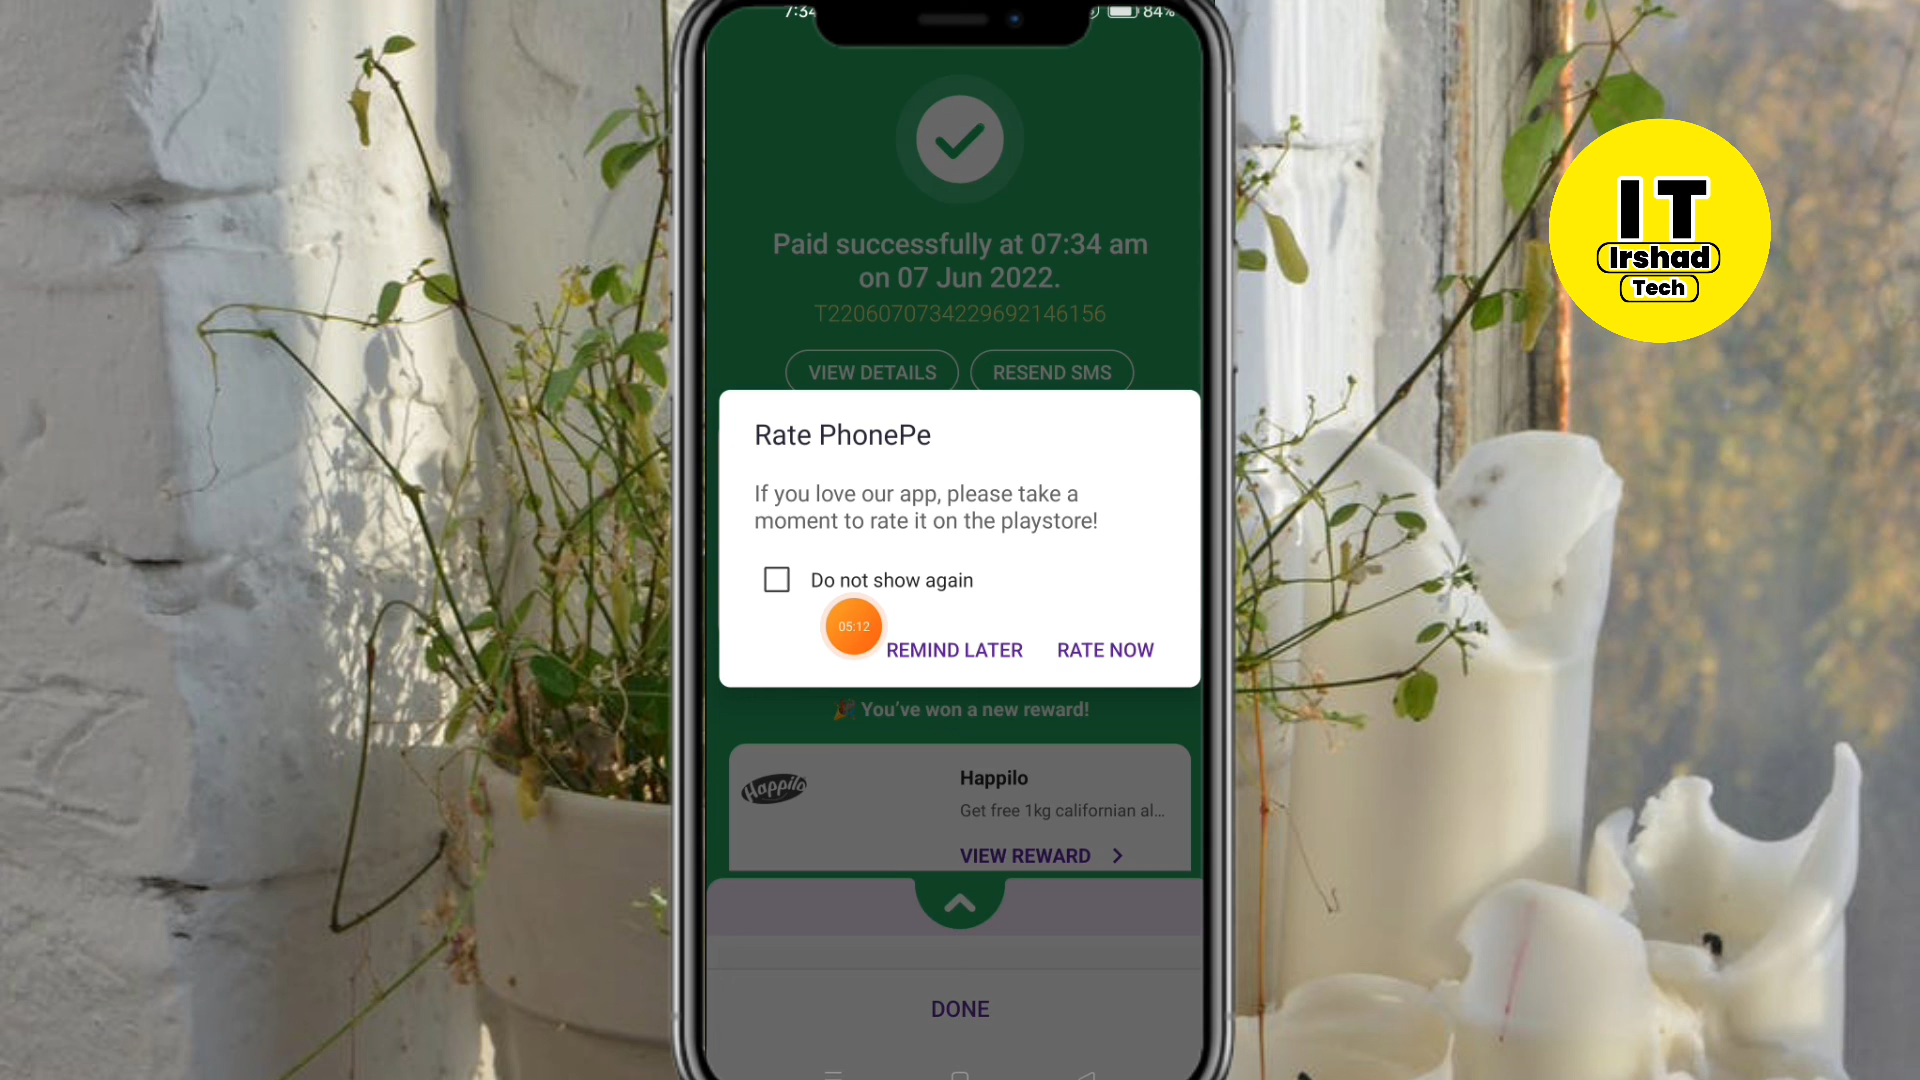 7:34
84%
Paid successfully at 07:34 am
on 07 Jun 2022.
T2206070734229692146156
VIEW DETAILS
RESEND SMS
Rate PhonePe
If you love our app, please take a
moment to rate it on the playstore!
Do not show again
05:12
REMIND LATER
RATE NOW
You've won a new reward!
Happilo
Happilo
Get free 1kg californian al...
VIEW REWARD
DONE
IT
Irshad
Tech